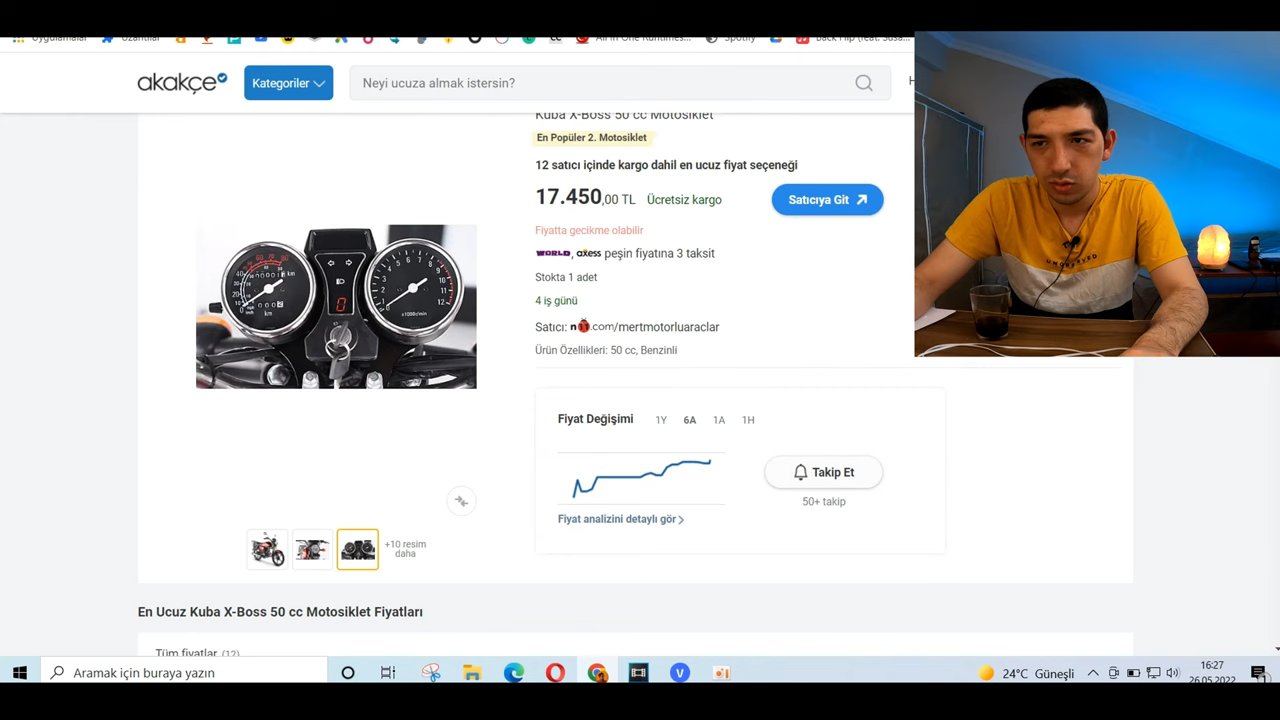 Uygulamalar
Uzantılar
All in One Runtimes...
Spotify
akakçe
Kategoriler
Neyi ucuza almak istersin?
H
Kuba X-Boss 50 cc Motosiklet
En Popüler 2. Motosiklet
12 satıcı içinde kargo dahil en ucuz fiyat seçeneği
17.450,00 TL Ücretsiz kargo
Satıcıya Git
Fiyatta gecikme olabilir
WORLD, axess peşin fiyatına 3 taksit
Stokta 1 adet
4 iş günü
Satıcı: n11.com/mertmotorluaraclar
Ürün Özellikleri: 50 cc, Benzinli
Fiyat Değişimi 1Y 6A 1A 1H
Takip Et
50+ takip
Fiyat analizini detaylı gör
+10 resim
daha
En Ucuz Kuba X-Boss 50 cc Motosiklet Fiyatları
Tüm fiyatlar (12)
Aramak için buraya yazın
24°C Güneşli
16:27
26.05.2022